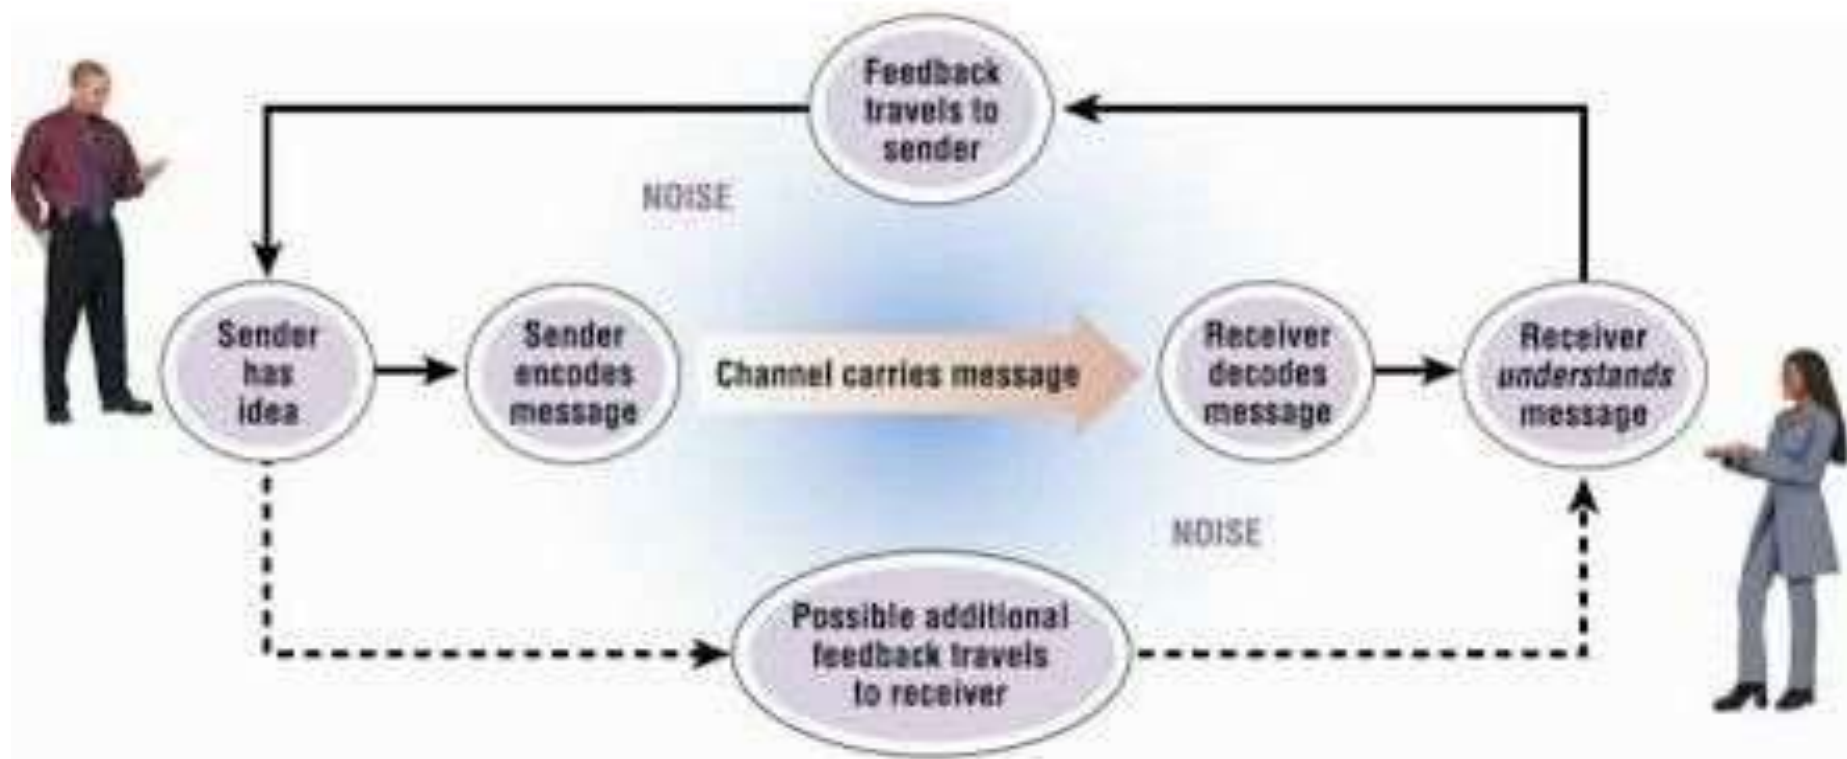 Feedback
travels to
sender
NOISE
Sender
has
idea
Sender
encodes
message
Channel carries message
Receiver
decodes
message
Receiver
understands
message
NOISE
Possible additional
feedback travels
to receiver